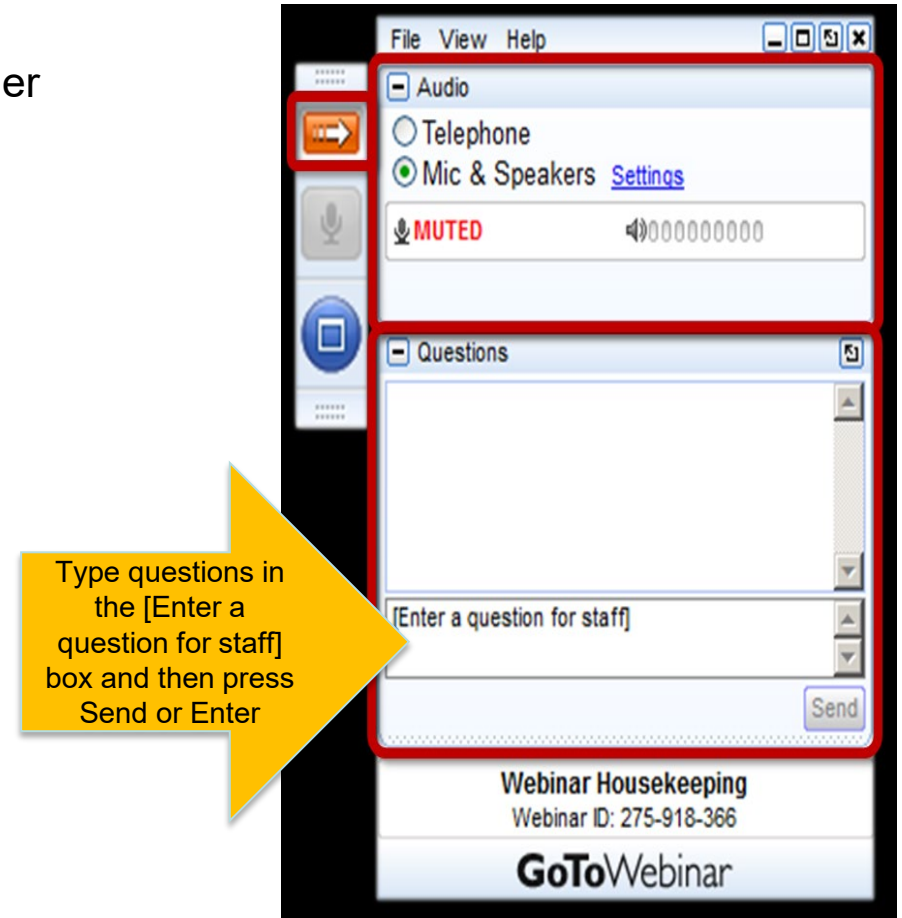 er
File View Help
Audio
Telephone
Mic & Speakers Settings
MUTED
000000000
Questions
Type questions in
the [Enter a
question for staff]
box and then press
Send or Enter
[Enter a question for staff]
Send
Webinar Housekeeping
Webinar ID: 275-918-366
GoToWebinar